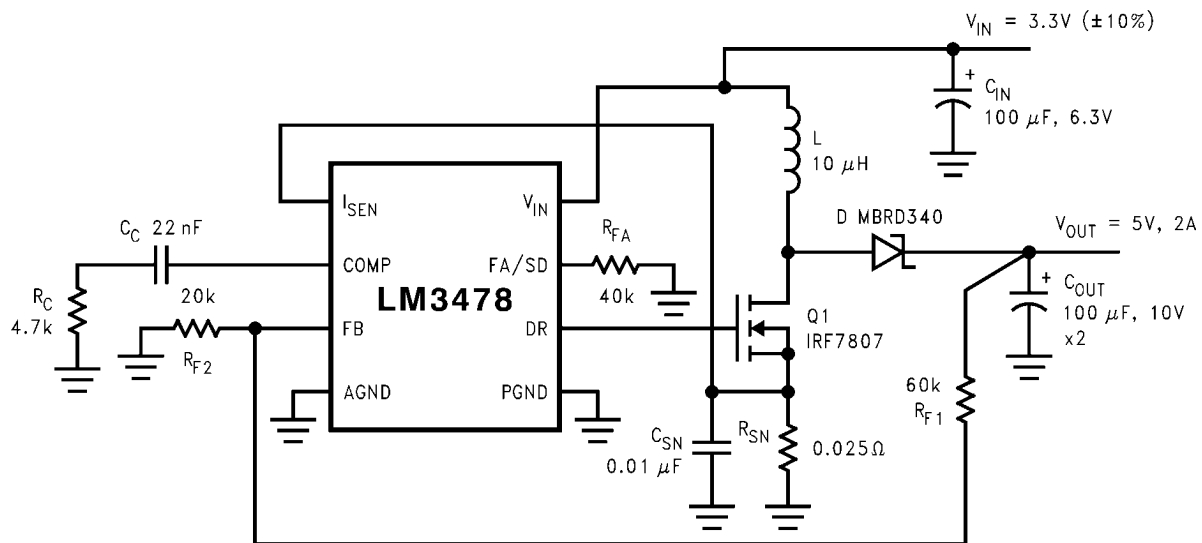 V_IN = 3.3V (±10%)
+
C_IN
100 µF, 6.3V
L
10 µH
I_SEN
V_IN
D MBRD340
V_OUT = 5V, 2A
C_C 22 nF
R_FA
COMP
FA/SD
+
C_OUT
100 µF, 10V
x2
LM3478
40k
R_C
4.7k
20k
Q1
IRF7807
FB
DR
R_F2
60k
R_F1
AGND
PGND
C_SN
0.01 µF
R_SN
0.025Ω